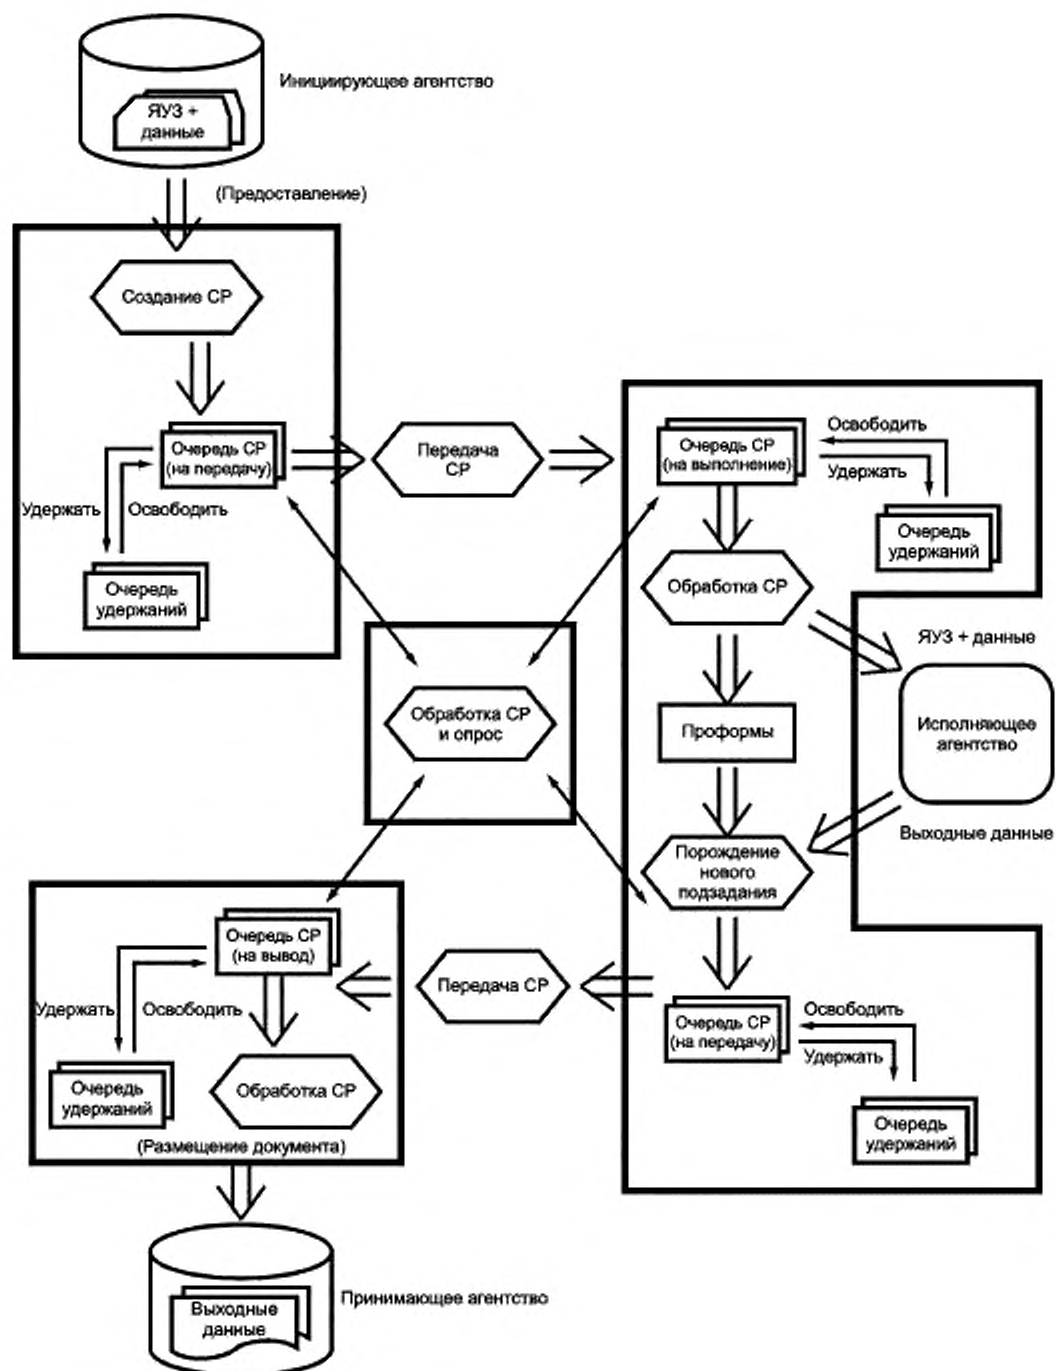 Инициирующее агентство
ЯУЗ +
данные
(Предоставление)
Создание СР
Очередь СР
(на передачу)
Удержать
Освободить
Очередь
удержаний
Передача
СР
Очередь СР
(на выполнение)
Освободить
Удержать
Очередь
удержаний
Обработка СР
ЯУЗ + данные
Исполняющее
агентство
Проформы
Выходные данные
Порождение
нового
подзадания
Обработка СР
и опрос
Очередь СР
(на передачу)
Освободить
Удержать
Очередь
удержаний
Передача СР
Очередь СР
(на вывод)
Удержать
Освободить
Очередь
удержаний
Обработка СР
(Размещение документа)
Принимающее агентство
Выходные
данные